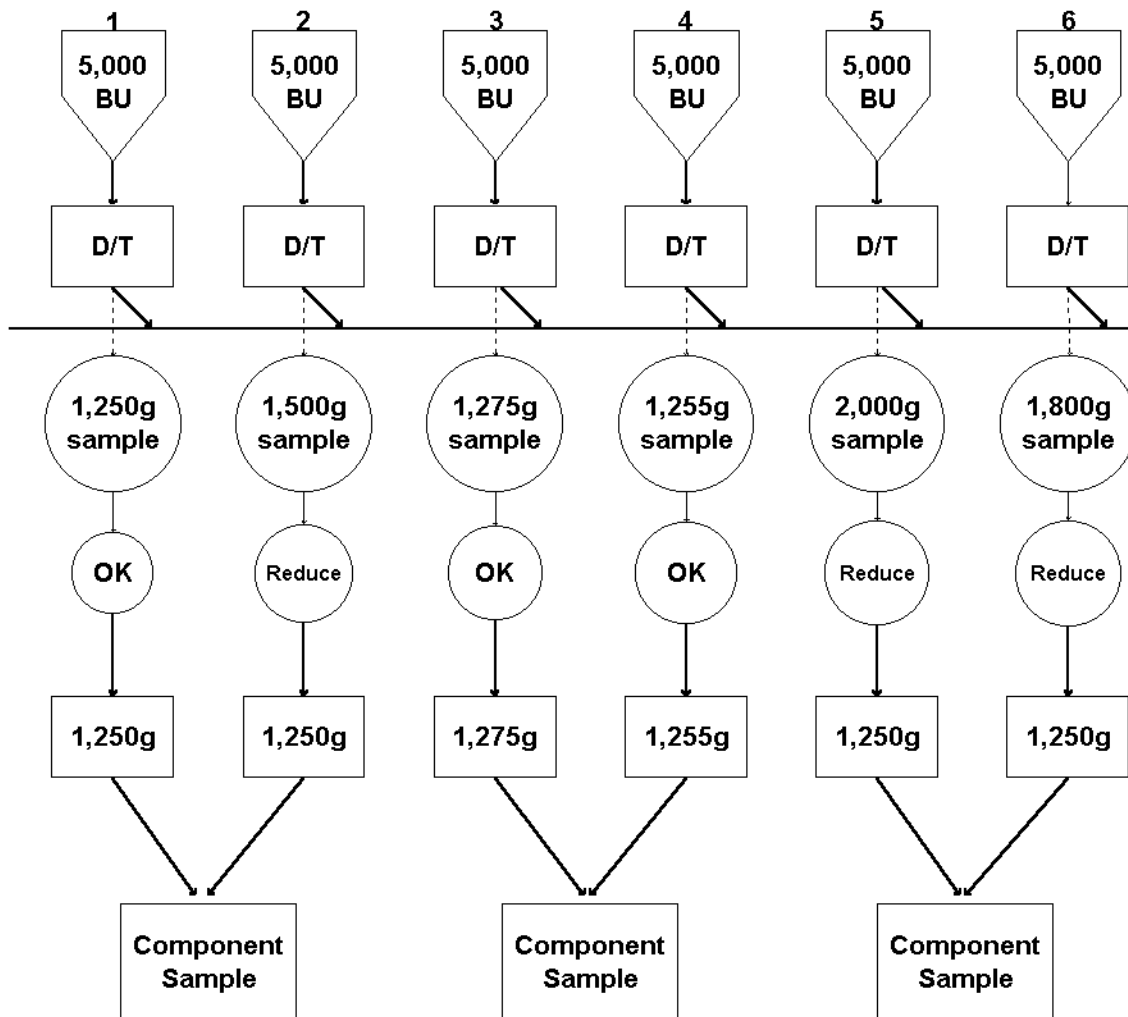 1 2 3 4 5 6
5,000 5,000 5,000 5,000 5,000 5,000
BU BU BU BU BU BU
D/T D/T D/T D/T D/T D/T
1,250g 1,500g 1,275g 1,255g 2,000g 1,800g
sample sample sample sample sample sample
OK Reduce OK OK Reduce Reduce
1,250g 1,250g 1,275g 1,255g 1,250g 1,250g
Component Component Component
Sample Sample Sample